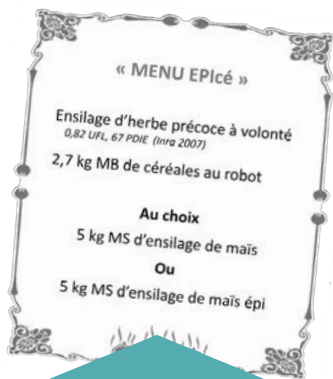 « MENU EPIcé »
Ensilage d'herbe précoce à volonté
0,82 UFL, 67 PDIE (Inra 2007)
2,7 kg MB de céréales au robot
Au choix
5 kg MS d'ensilage de maïs
Ou
5 kg MS d'ensilage de maïs épi